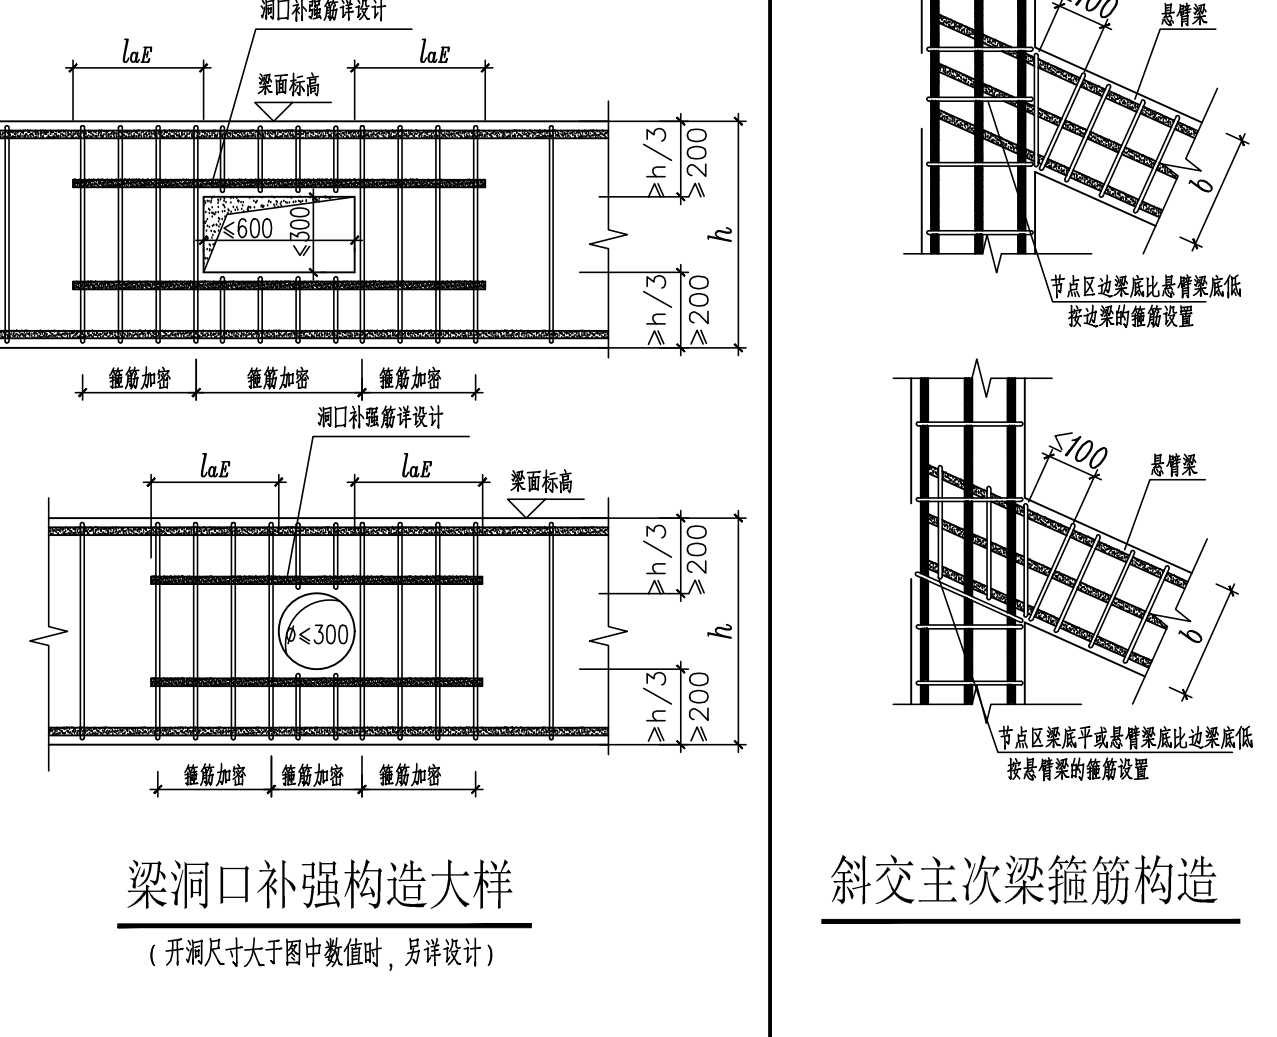 洞口补强筋详设计
laE
laE
梁面标高
≤600
≤300
≥h/3
≥200
h
≥h/3
≥200
箍筋加密
箍筋加密
箍筋加密
洞口补强筋详设计
laE
laE
梁面标高
φ≤300
≥h/3
≥200
h
≥h/3
≥200
箍筋加密
箍筋加密
箍筋加密
梁洞口补强构造大样
(开洞尺寸大于图中数值时,另详设计)
悬臂梁
b
节点区边梁底比悬臂梁底低
按边梁的箍筋设置
≤100
悬臂梁
b
节点区梁底平或悬臂梁底比边梁底低
按悬臂梁的箍筋设置
斜交主次梁箍筋构造